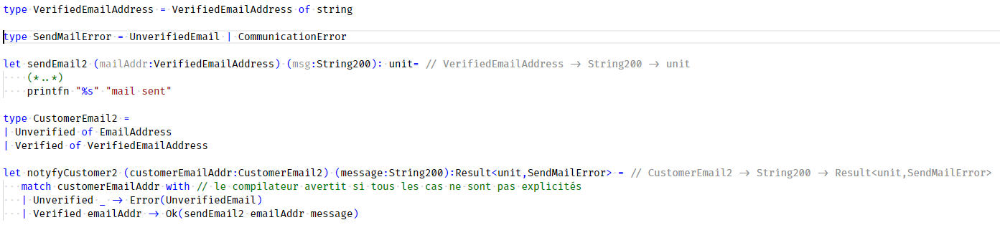 type VerifiedEmailAddress = VerifiedEmailAddress of string
type SendMailError = UnverifiedEmail | CommunicationError
let sendEmail2 (mailAddr:VerifiedEmailAddress) (msg:String200): unit= // VerifiedEmailAddress → String200 → unit
(*..*)
printfn "%s" "mail sent"
type CustomerEmail2 =
| Unverified of EmailAddress
| Verified of VerifiedEmailAddress
let notyfyCustomer2 (customerEmailAddr:CustomerEmail2) (message:String200):Result<unit,SendMailError> = // CustomerEmail2 → String200 → Result<unit,SendMailError>
match customerEmailAddr with // le compilateur avertit si tous les cas ne sont pas explicités
| Unverified _ → Error(UnverifiedEmail)
| Verified emailAddr → Ok(sendEmail2 emailAddr message)